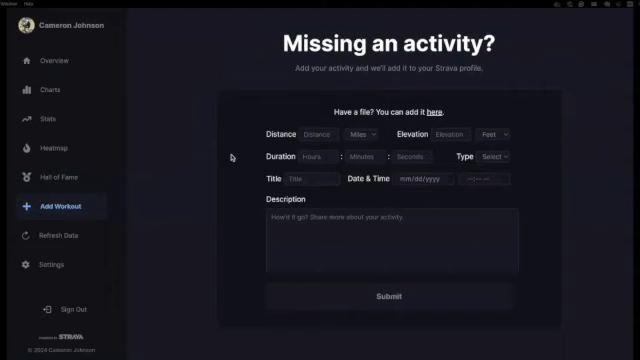 Window Help
Cameron Johnson
Overview
Charts
Stats
Heatmap
Hall of Fame
Add Workout
Refresh Data
Settings
Sign Out
POWERED BY STRAVA
© 2024 Cameron Johnson
Missing an activity?
Add your activity and we'll add it to your Strava profile.
Have a file? You can add it here.
Distance Distance Miles Elevation Elevation Feet
Duration Hours : Minutes : Seconds Type Select
Title Title Date & Time mm/dd/yyyy --:-- --
Description
How'd it go? Share more about your activity.
Submit